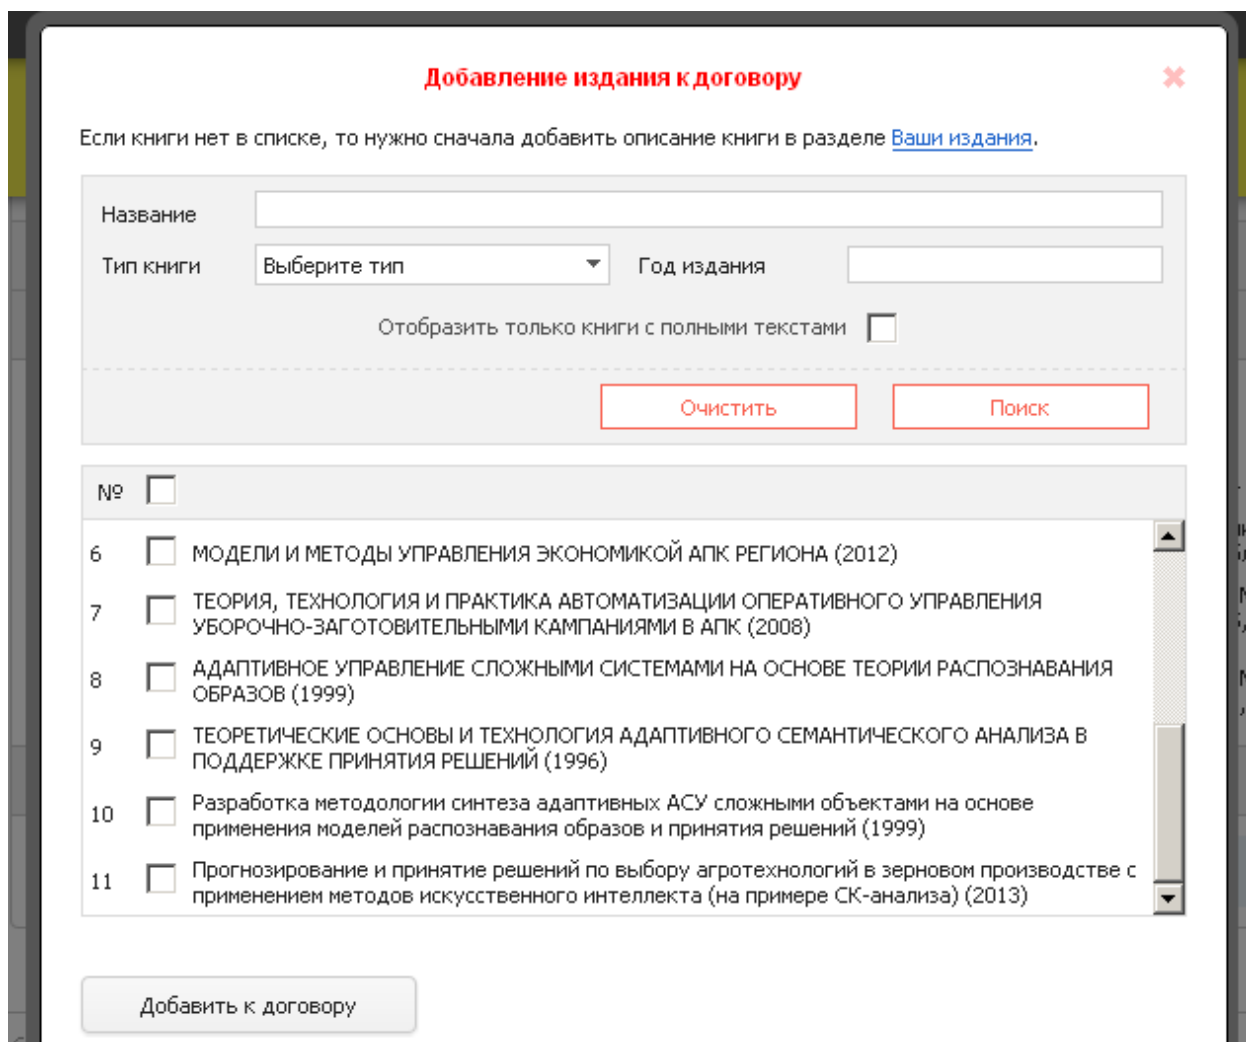 Добавление издания к договору
Если книги нет в списке, то нужно сначала добавить описание книги в разделе Ваши издания.
Название
Тип книги Выберите тип Год издания
Отобразить только книги с полными текстами
Очистить Поиск
№
6 МОДЕЛИ И МЕТОДЫ УПРАВЛЕНИЯ ЭКОНОМИКОЙ АПК РЕГИОНА (2012)
7 ТЕОРИЯ, ТЕХНОЛОГИЯ И ПРАКТИКА АВТОМАТИЗАЦИИ ОПЕРАТИВНОГО УПРАВЛЕНИЯ
УБОРОЧНО-ЗАГОТОВИТЕЛЬНЫМИ КАМПАНИЯМИ В АПК (2008)
8 АДАПТИВНОЕ УПРАВЛЕНИЕ СЛОЖНЫМИ СИСТЕМАМИ НА ОСНОВЕ ТЕОРИИ РАСПОЗНАВАНИЯ
ОБРАЗОВ (1999)
9 ТЕОРЕТИЧЕСКИЕ ОСНОВЫ И ТЕХНОЛОГИЯ АДАПТИВНОГО СЕМАНТИЧЕСКОГО АНАЛИЗА В
ПОДДЕРЖКЕ ПРИНЯТИЯ РЕШЕНИЙ (1996)
10 Разработка методологии синтеза адаптивных АСУ сложными объектами на основе
применения моделей распознавания образов и принятия решений (1999)
11 Прогнозирование и принятие решений по выбору агротехнологий в зерновом производстве с
применением методов искусственного интеллекта (на примере СК-анализа) (2013)
Добавить к договору